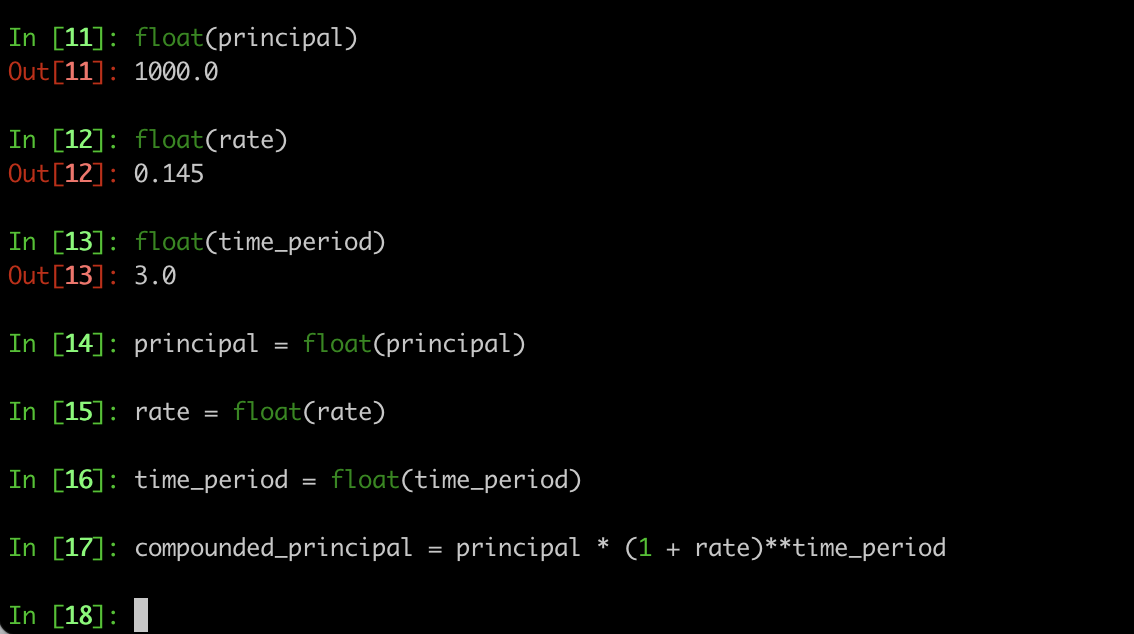 In [11]: float(principal)
Out[11]: 1000.0
In [12]: float(rate)
Out[12]: 0.145
In [13]: float(time_period)
Out[13]: 3.0
In [14]: principal = float(principal)
In [15]: rate = float(rate)
In [16]: time_period = float(time_period)
In [17]: compounded_principal = principal * (1 + rate)**time_period
In [18]: